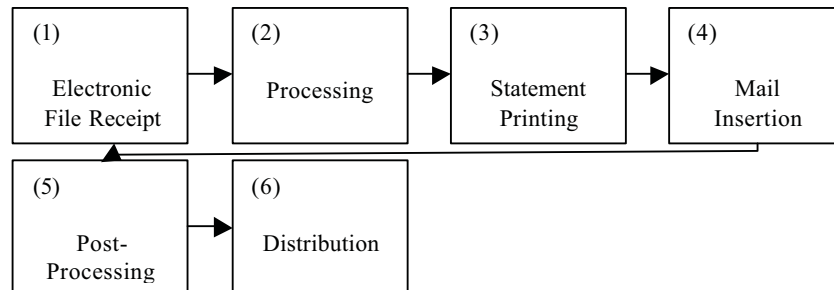 (1)
Electronic
File Receipt
(2)
Processing
(3)
Statement
Printing
(4)
Mail
Insertion
(5)
Post-
Processing
(6)
Distribution